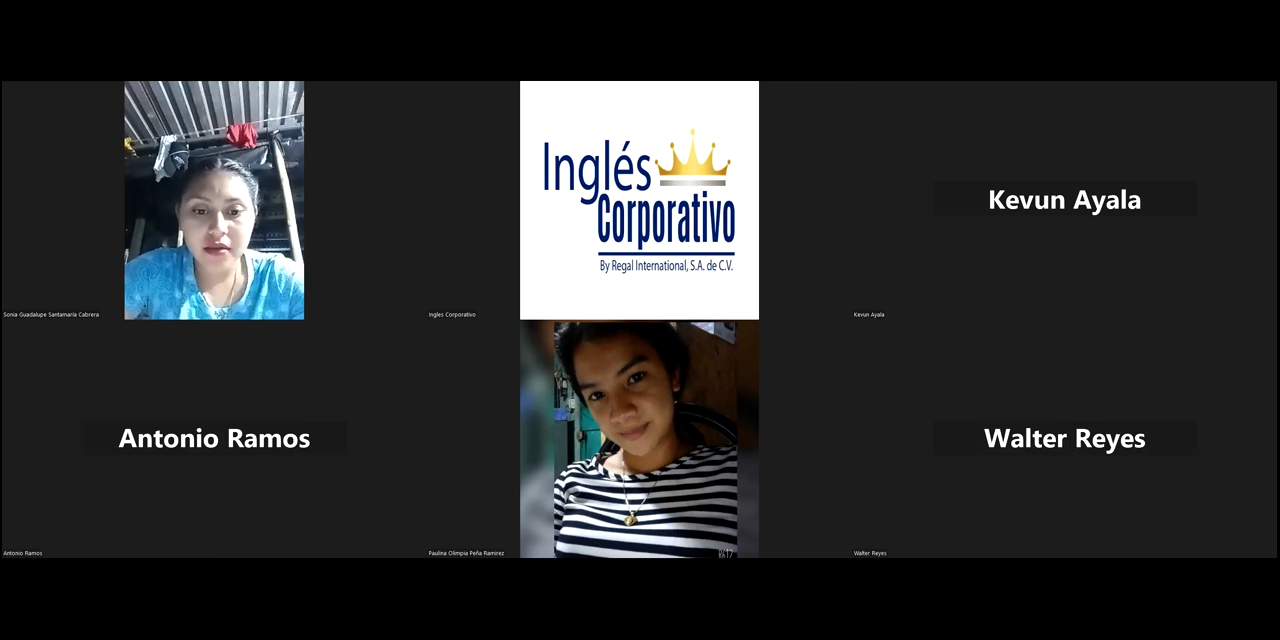 Inglés
Corporativo
By Regal International, S.A. de C.V.
Kevun Ayala
Sonia Guadalupe Santamaría Cabrera
Ingles Corporativo
Kevun Ayala
Antonio Ramos
Walter Reyes
Antonio Ramos
Paulina Olimpia Peña Ramirez
Walter Reyes